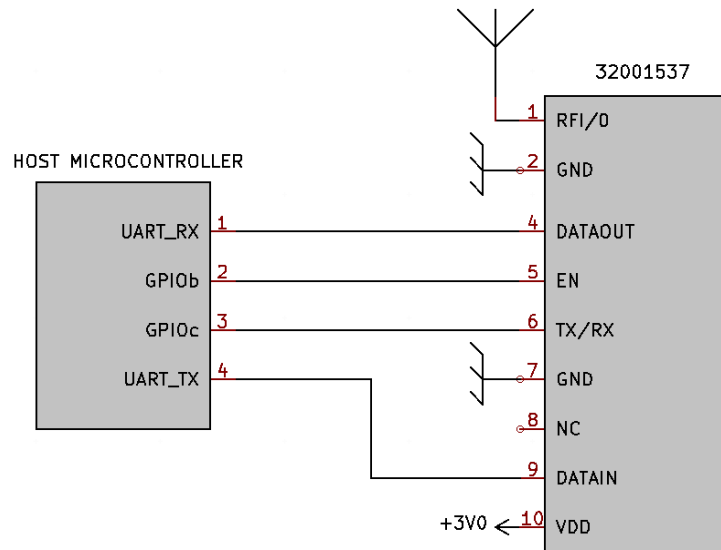 32001537
1 RFI/O
2 GND
HOST MICROCONTROLLER
UART_RX 1
4 DATAOUT
GPIOb 2
5 EN
GPIOc 3
6 TX/RX
UART_TX 4
7 GND
8 NC
9 DATAIN
+3V0 10 VDD